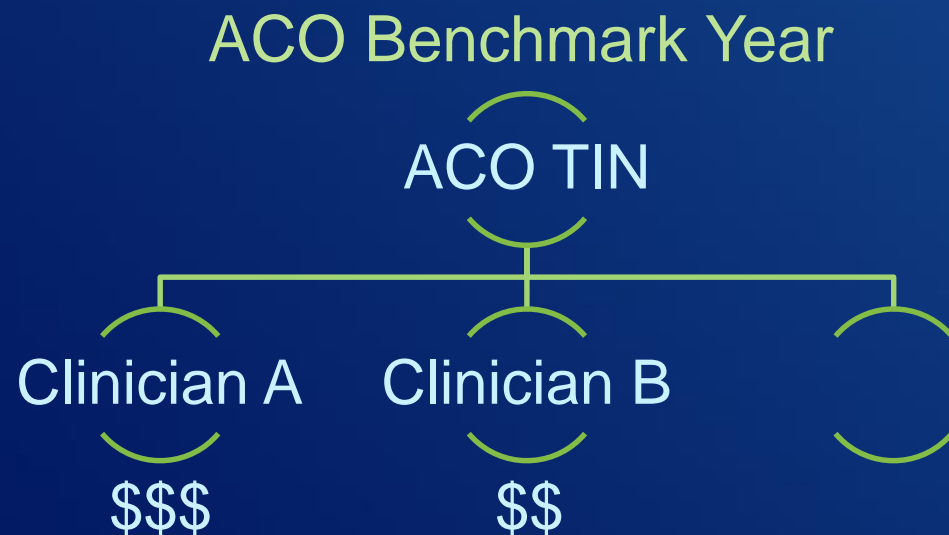 ACO Benchmark Year
ACO TIN
Clinician A
Clinician B
$$$
$$